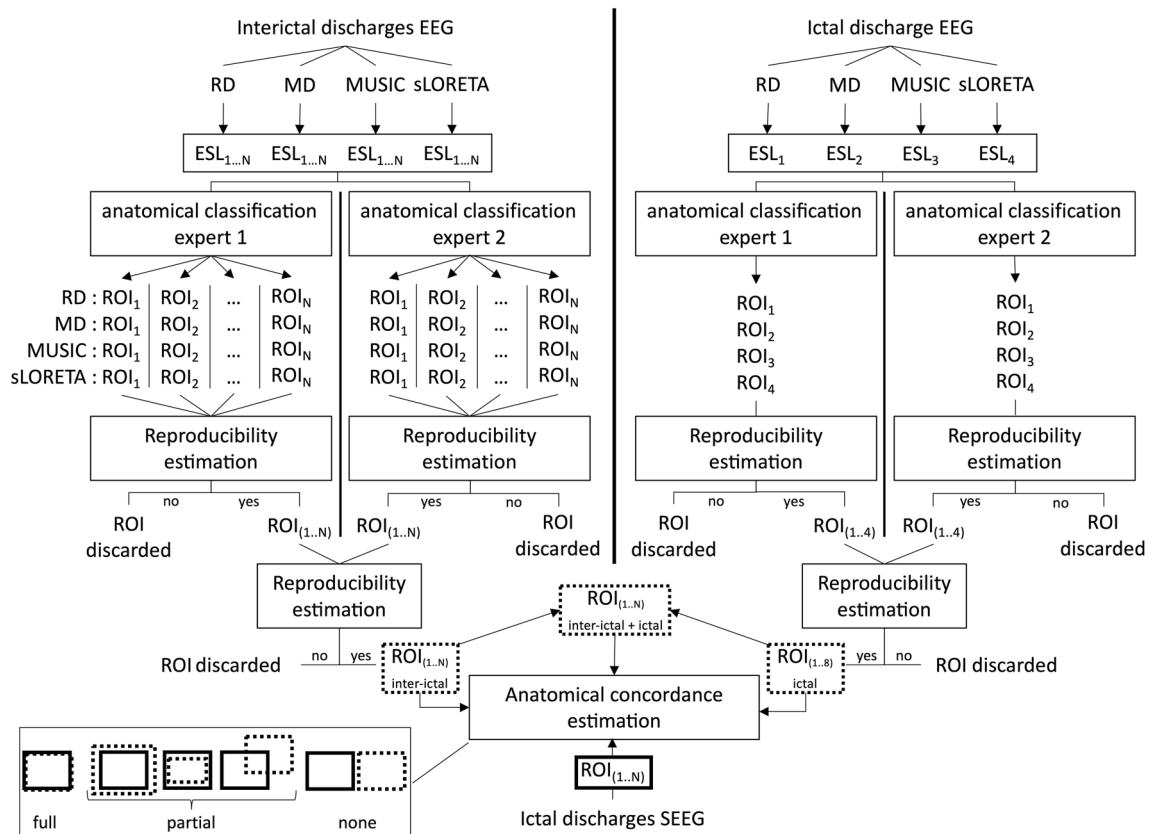 Interictal discharges EEG
RD MD MUSIC sLORETA
ESL1...N ESL1...N ESL1...N ESL1...N
anatomical classification
expert 1
anatomical classification
expert 2
RD : ROI1 ROI2 ... ROIN
MD : ROI1 ROI2 ... ROIN
MUSIC : ROI1 ROI2 ... ROIN
sLORETA : ROI1 ROI2 ... ROIN
ROI1 ROI2 ... ROIN
ROI1 ROI2 ... ROIN
ROI1 ROI2 ... ROIN
ROI1 ROI2 ... ROIN
Reproducibility
estimation
Reproducibility
estimation
no yes
yes no
ROI
discarded
ROI(1..N)
ROI(1..N)
ROI
discarded
Reproducibility
estimation
no yes
ROI discarded
ROI(1..N)
inter-ictal
Ictal discharge EEG
RD MD MUSIC sLORETA
ESL1 ESL2 ESL3 ESL4
anatomical classification
expert 1
anatomical classification
expert 2
ROI1
ROI2
ROI3
ROI4
ROI1
ROI2
ROI3
ROI4
Reproducibility
estimation
Reproducibility
estimation
no yes
yes no
ROI
discarded
ROI(1..4)
ROI(1..4)
ROI
discarded
Reproducibility
estimation
yes no
ROI discarded
ROI(1..8)
ictal
ROI(1..N)
inter-ictal + ictal
Anatomical concordance
estimation
ROI(1..N)
Ictal discharges SEEG
full partial none